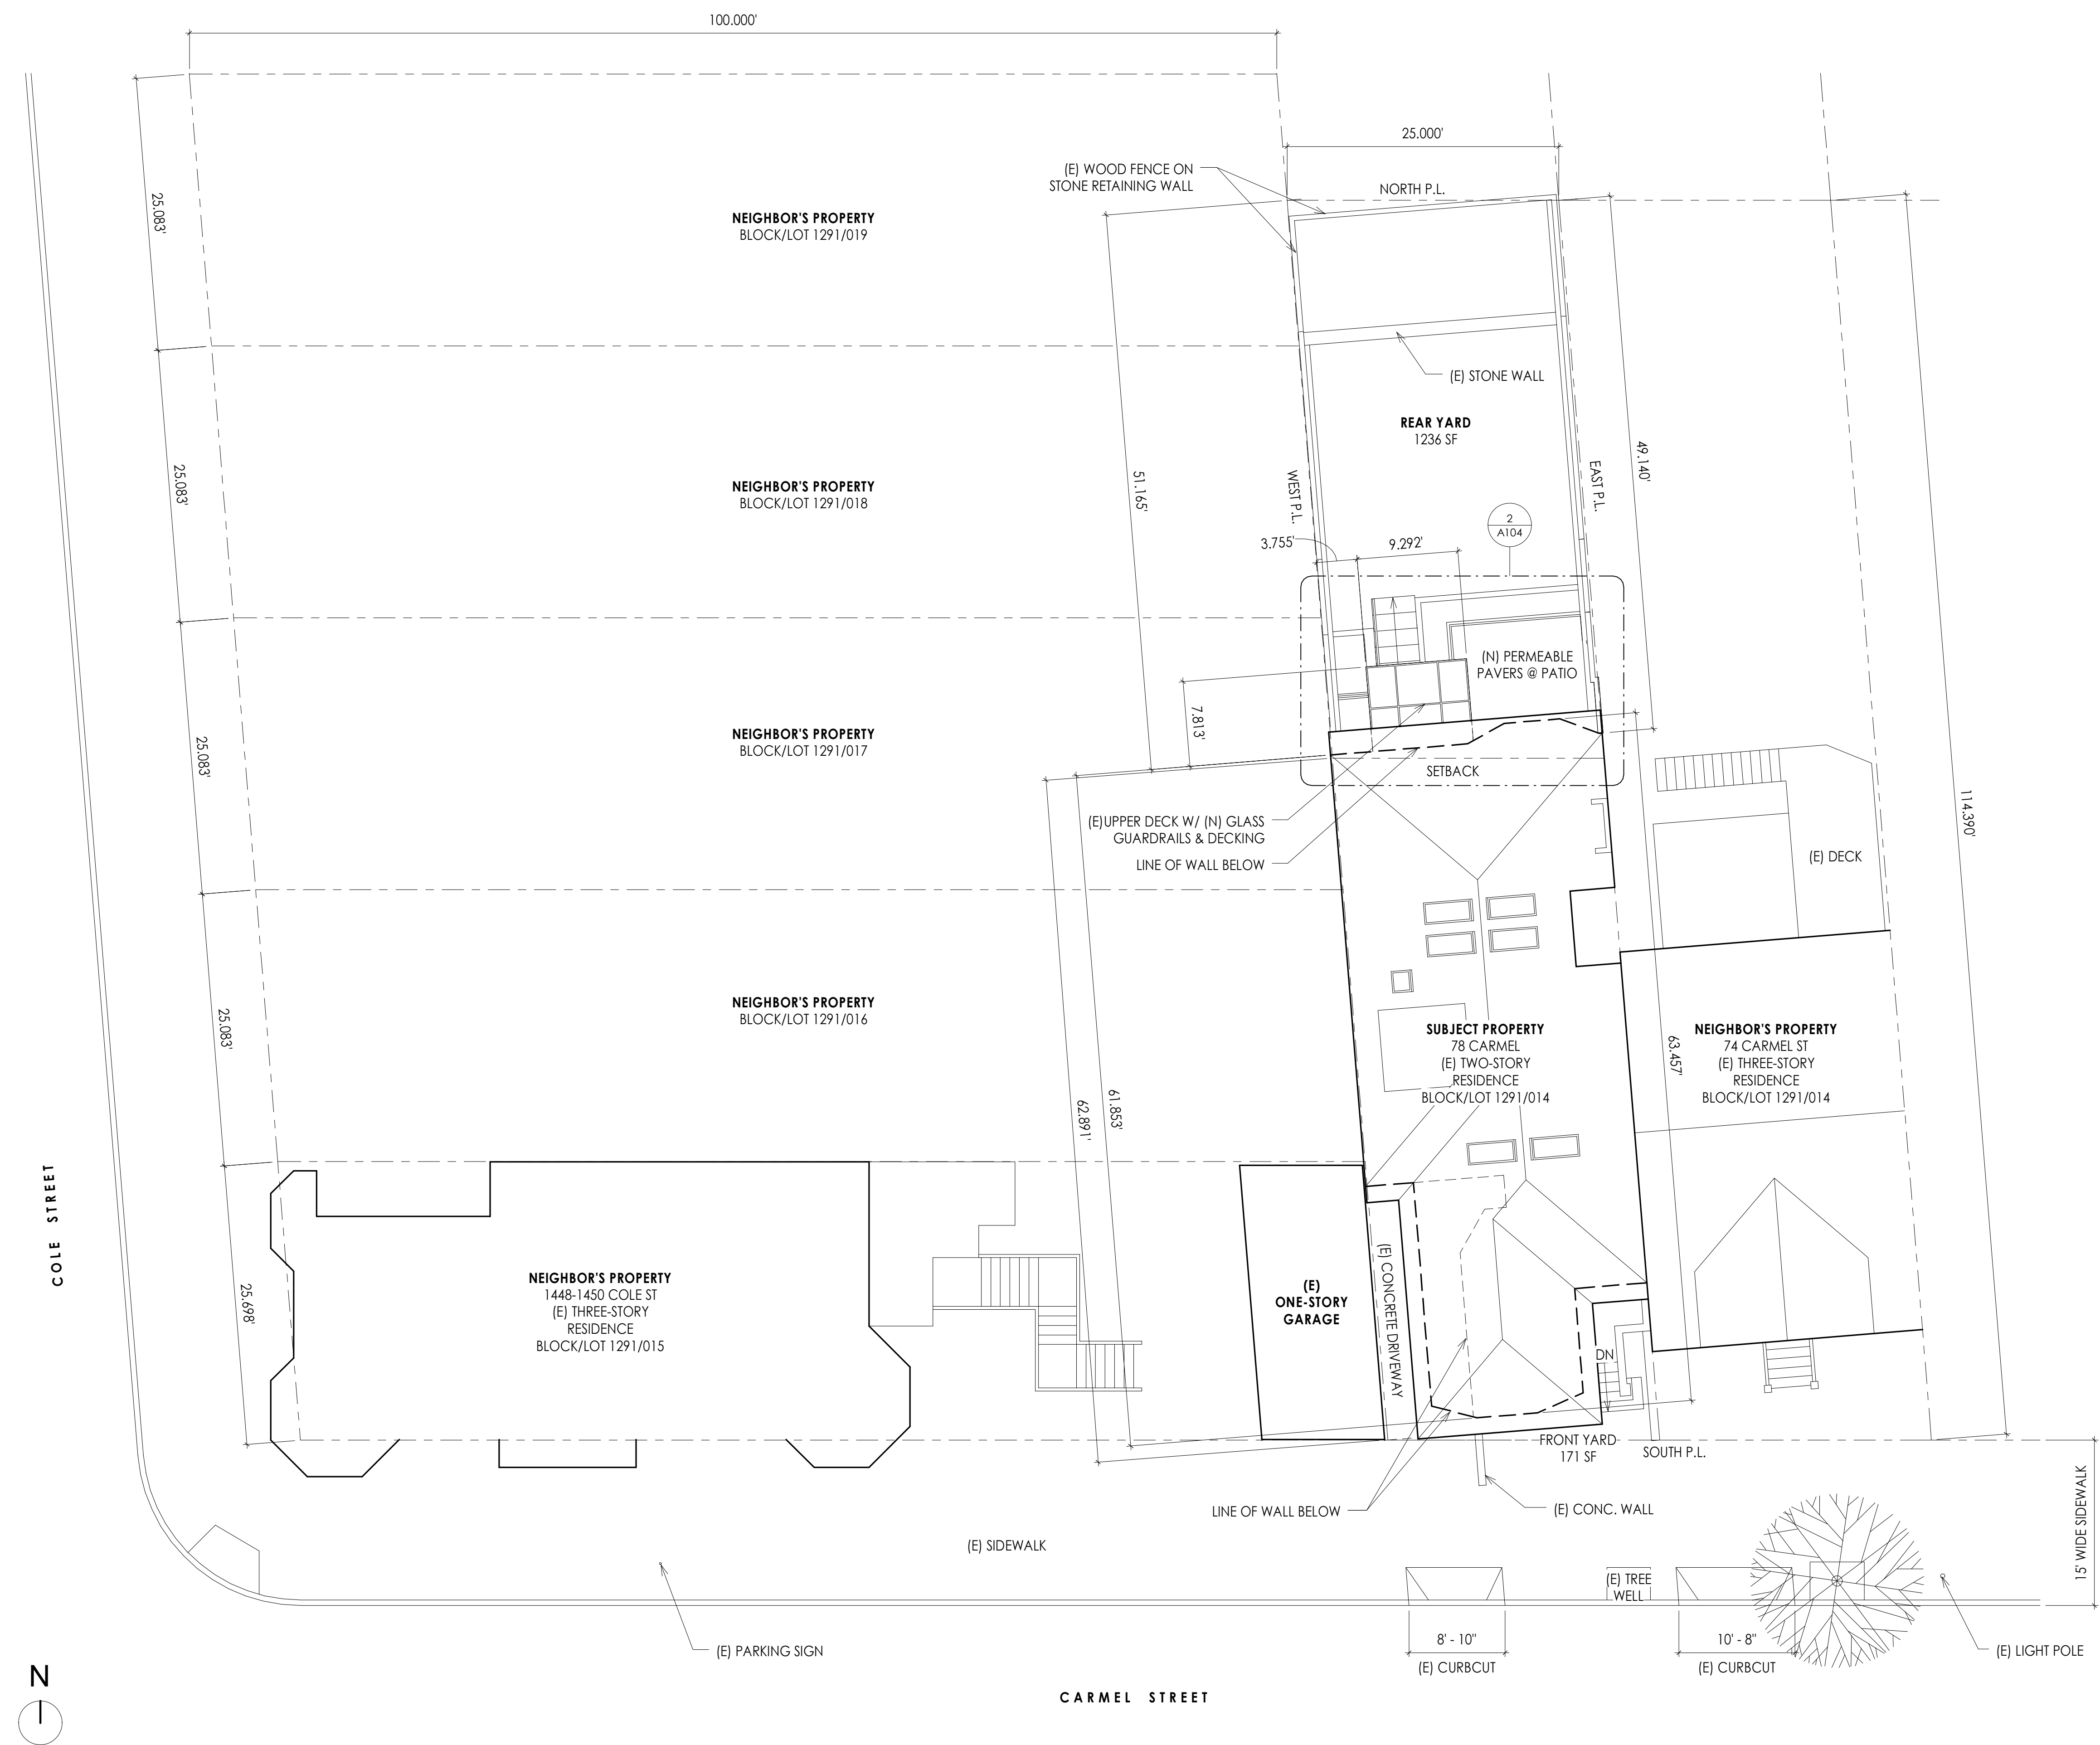 100.000'
25.000'
(E) WOOD FENCE ON
STONE RETAINING WALL
NORTH P.L.
25.083'
NEIGHBOR'S PROPERTY
BLOCK/LOT 1291/019
(E) STONE WALL
REAR YARD
1236 SF
49.140'
51.165'
WEST P.L.
EAST P.L.
25.083'
NEIGHBOR'S PROPERTY
BLOCK/LOT 1291/018
2
A104
3.755'
9.292'
(N) PERMEABLE
PAVERS @ PATIO
7.813'
25.083'
NEIGHBOR'S PROPERTY
BLOCK/LOT 1291/017
SETBACK
(E)UPPER DECK W/ (N) GLASS
GUARDRAILS & DECKING
LINE OF WALL BELOW
114.390'
(E) DECK
25.083'
NEIGHBOR'S PROPERTY
BLOCK/LOT 1291/016
SUBJECT PROPERTY
78 CARMEL
(E) TWO-STORY
RESIDENCE
BLOCK/LOT 1291/014
63.457'
NEIGHBOR'S PROPERTY
74 CARMEL ST
(E) THREE-STORY
RESIDENCE
BLOCK/LOT 1291/014
62.891'
61.853'
COLE STREET
25.698'
NEIGHBOR'S PROPERTY
1448-1450 COLE ST
(E) THREE-STORY
RESIDENCE
BLOCK/LOT 1291/015
(E)
ONE-STORY
GARAGE
(E) CONCRETE DRIVEWAY
DN
FRONT YARD
171 SF
SOUTH P.L.
LINE OF WALL BELOW
(E) CONC. WALL
(E) SIDEWALK
15' WIDE SIDEWALK
(E) TREE
WELL
8' - 10"
(E) CURBCUT
10' - 8"
(E) CURBCUT
(E) PARKING SIGN
(E) LIGHT POLE
N
CARMEL STREET